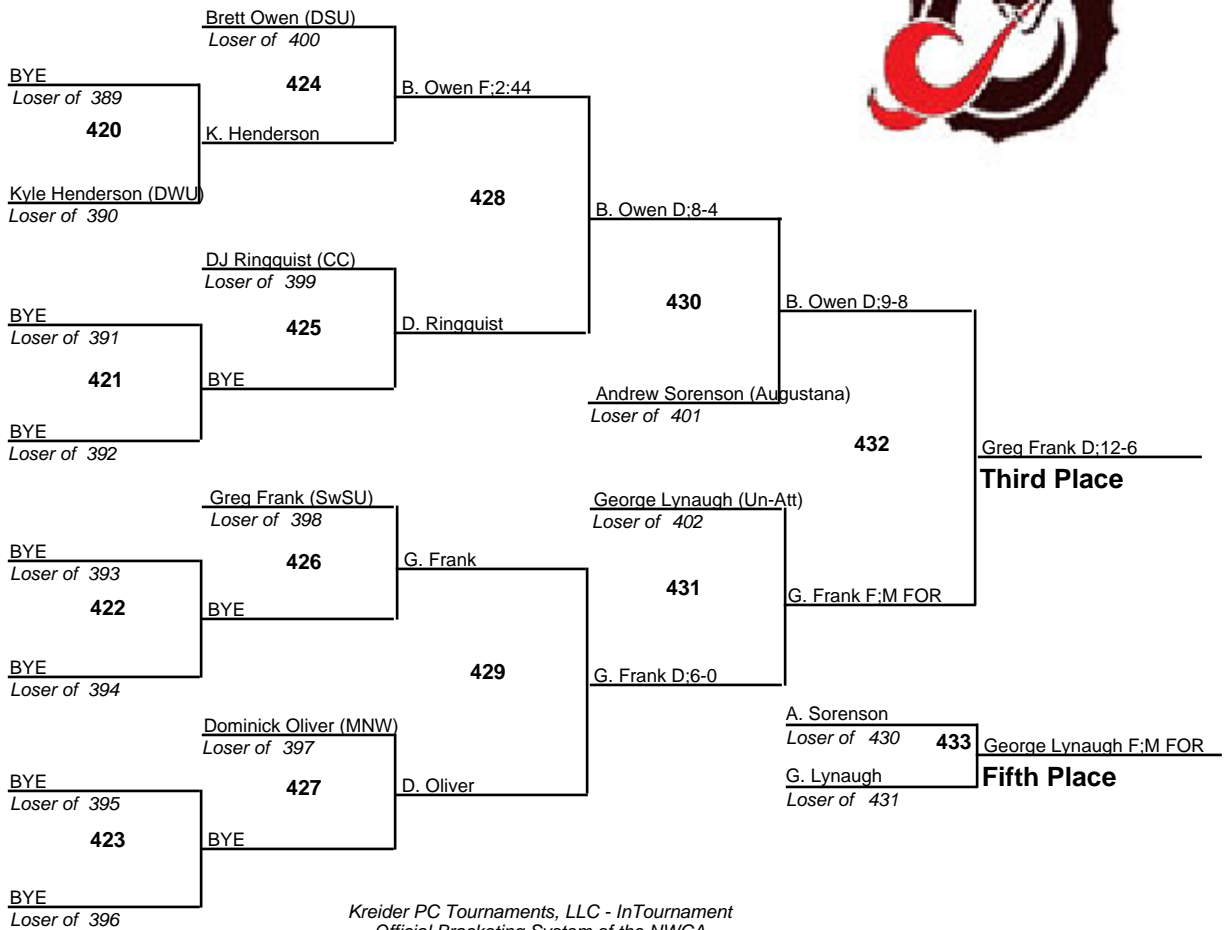 Brett Owen (DSU)
Loser of 400
BYE
Loser of 389
424
B. Owen F;2:44
420
K. Henderson
Kyle Henderson (DWU)
Loser of 390
428
B. Owen D;8-4
DJ Ringquist (CC)
Loser of 399
BYE
Loser of 391
425
D. Ringquist
430
B. Owen D;9-8
421
BYE
Andrew Sorenson (Augustana)
Loser of 401
BYE
Loser of 392
432
Greg Frank D;12-6
Third Place
Greg Frank (SwSU)
Loser of 398
George Lynaugh (Un-Att)
Loser of 402
BYE
Loser of 393
426
G. Frank
431
G. Frank F;M FOR
422
BYE
BYE
Loser of 394
429
G. Frank D;6-0
Dominick Oliver (MNW)
Loser of 397
A. Sorenson
Loser of 430
433
George Lynaugh F;M FOR
Fifth Place
G. Lynaugh
Loser of 431
BYE
Loser of 395
427
D. Oliver
423
BYE
BYE
Loser of 396
Kreider PC Tournaments, LLC - InTournament
Official Bracketing System of the NWCA